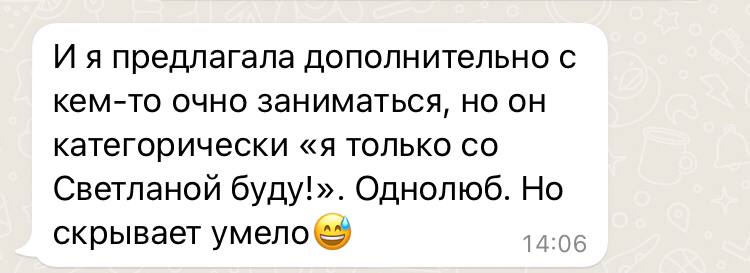 И я предлагала дополнительно с
кем-то очно заниматься, но он
категорически «я только со
Светланой буду!». Однолюб. Но
скрывает умело😅
14:06